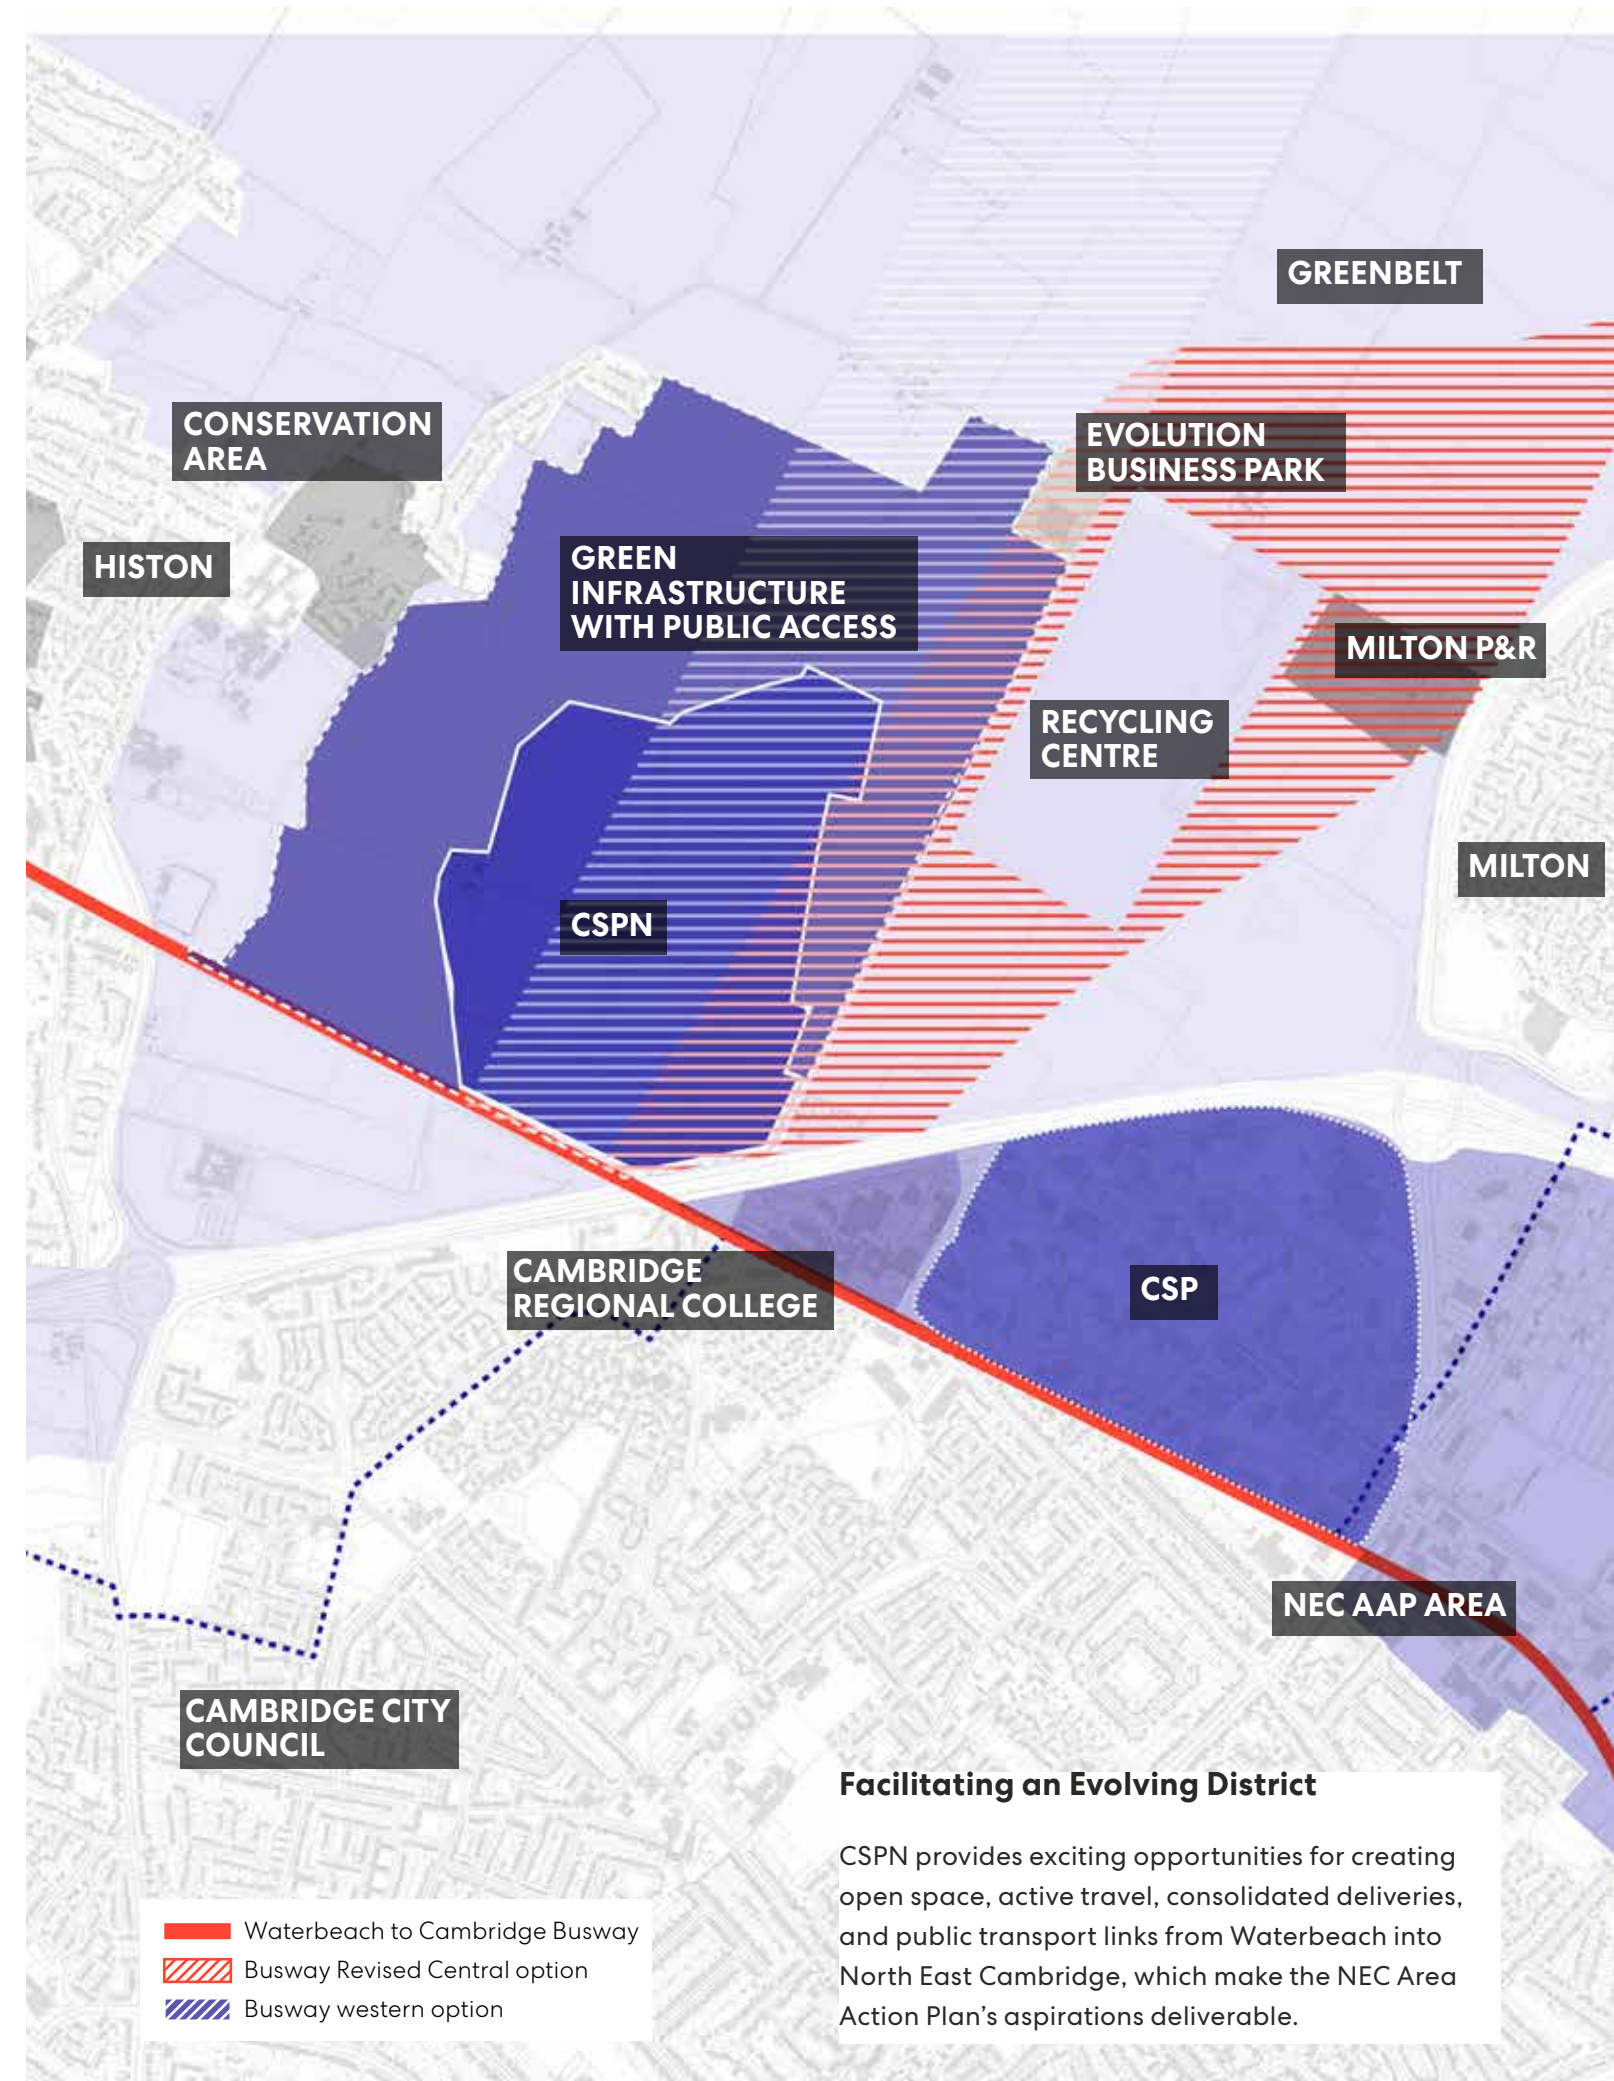 GREENBELT
CONSERVATION
AREA
EVOLUTION
BUSINESS PARK
HISTON
GREEN
INFRASTRUCTURE
WITH PUBLIC ACCESS
MILTON P&R
RECYCLING
CENTRE
MILTON
CSPN
CAMBRIDGE
REGIONAL COLLEGE
CSP
NEC AAP AREA
CAMBRIDGE CITY
COUNCIL
Facilitating an Evolving District
CSPN provides exciting opportunities for creating
open space, active travel, consolidated deliveries,
and public transport links from Waterbeach into
North East Cambridge, which make the NEC Area
Action Plan's aspirations deliverable.
Waterbeach to Cambridge Busway
Busway Revised Central option
Busway western option